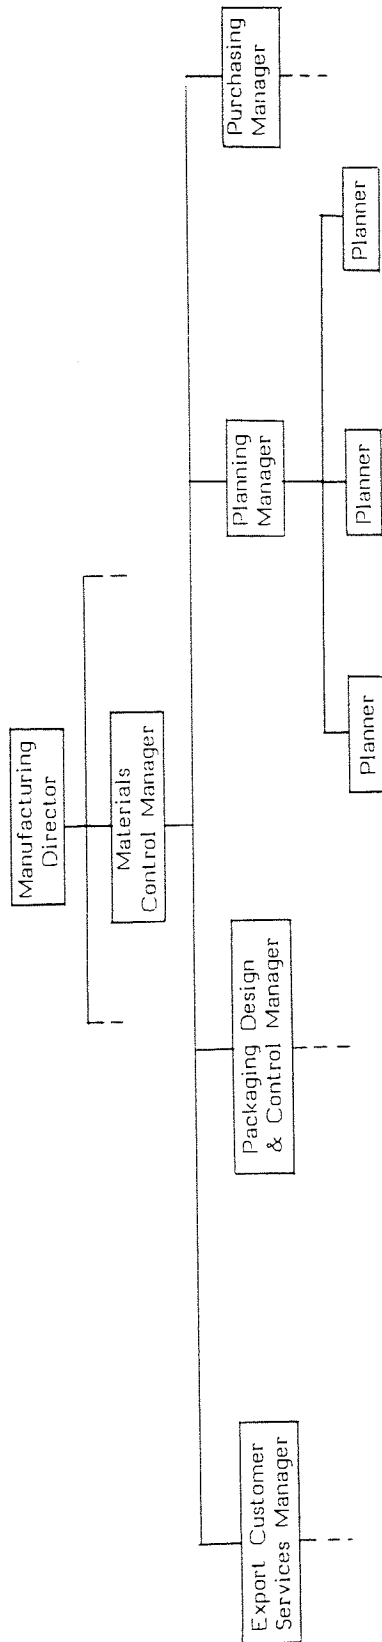 Manufacturing
Director
Materials
Control Manager
Export Customer
Services Manager
Packaging Design
& Control Manager
Planning
Manager
Purchasing
Manager
Planner
Planner
Planner